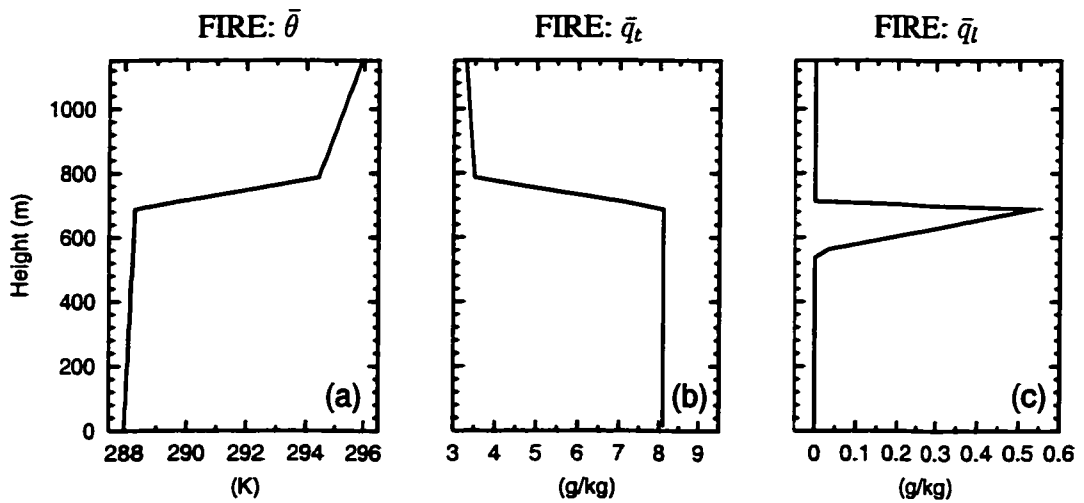 FIRE: θ̄
FIRE: q̄ₜ
FIRE: q̄ₗ
Height (m)
1000
800
600
400
200
0
(a)
(b)
(c)
288 290 292 294 296
3 4 5 6 7 8 9
0 0.1 0.2 0.3 0.4 0.5 0.6
(K)
(g/kg)
(g/kg)